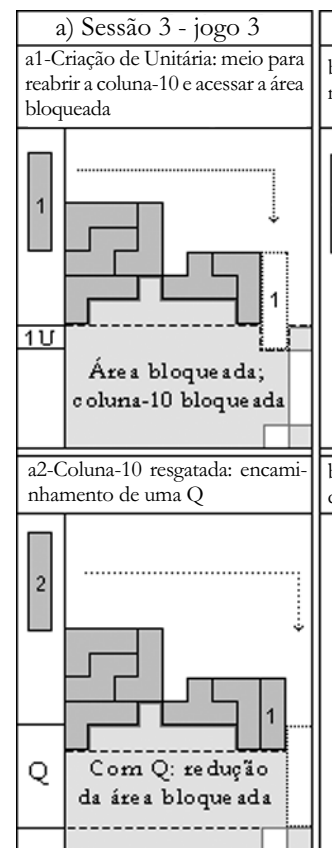 a) Sessão 3 - jogo 3
a1-Criação de Unitária: meio para
reabrir a coluna-10 e acessar a área
bloqueada
1
1
1U
Área bloqueada;
coluna-10 bloqueada
a2-Coluna-10 resgatada: encami-
nhamento de uma Q
2
1
Q
Com Q: redução
da área bloqueada